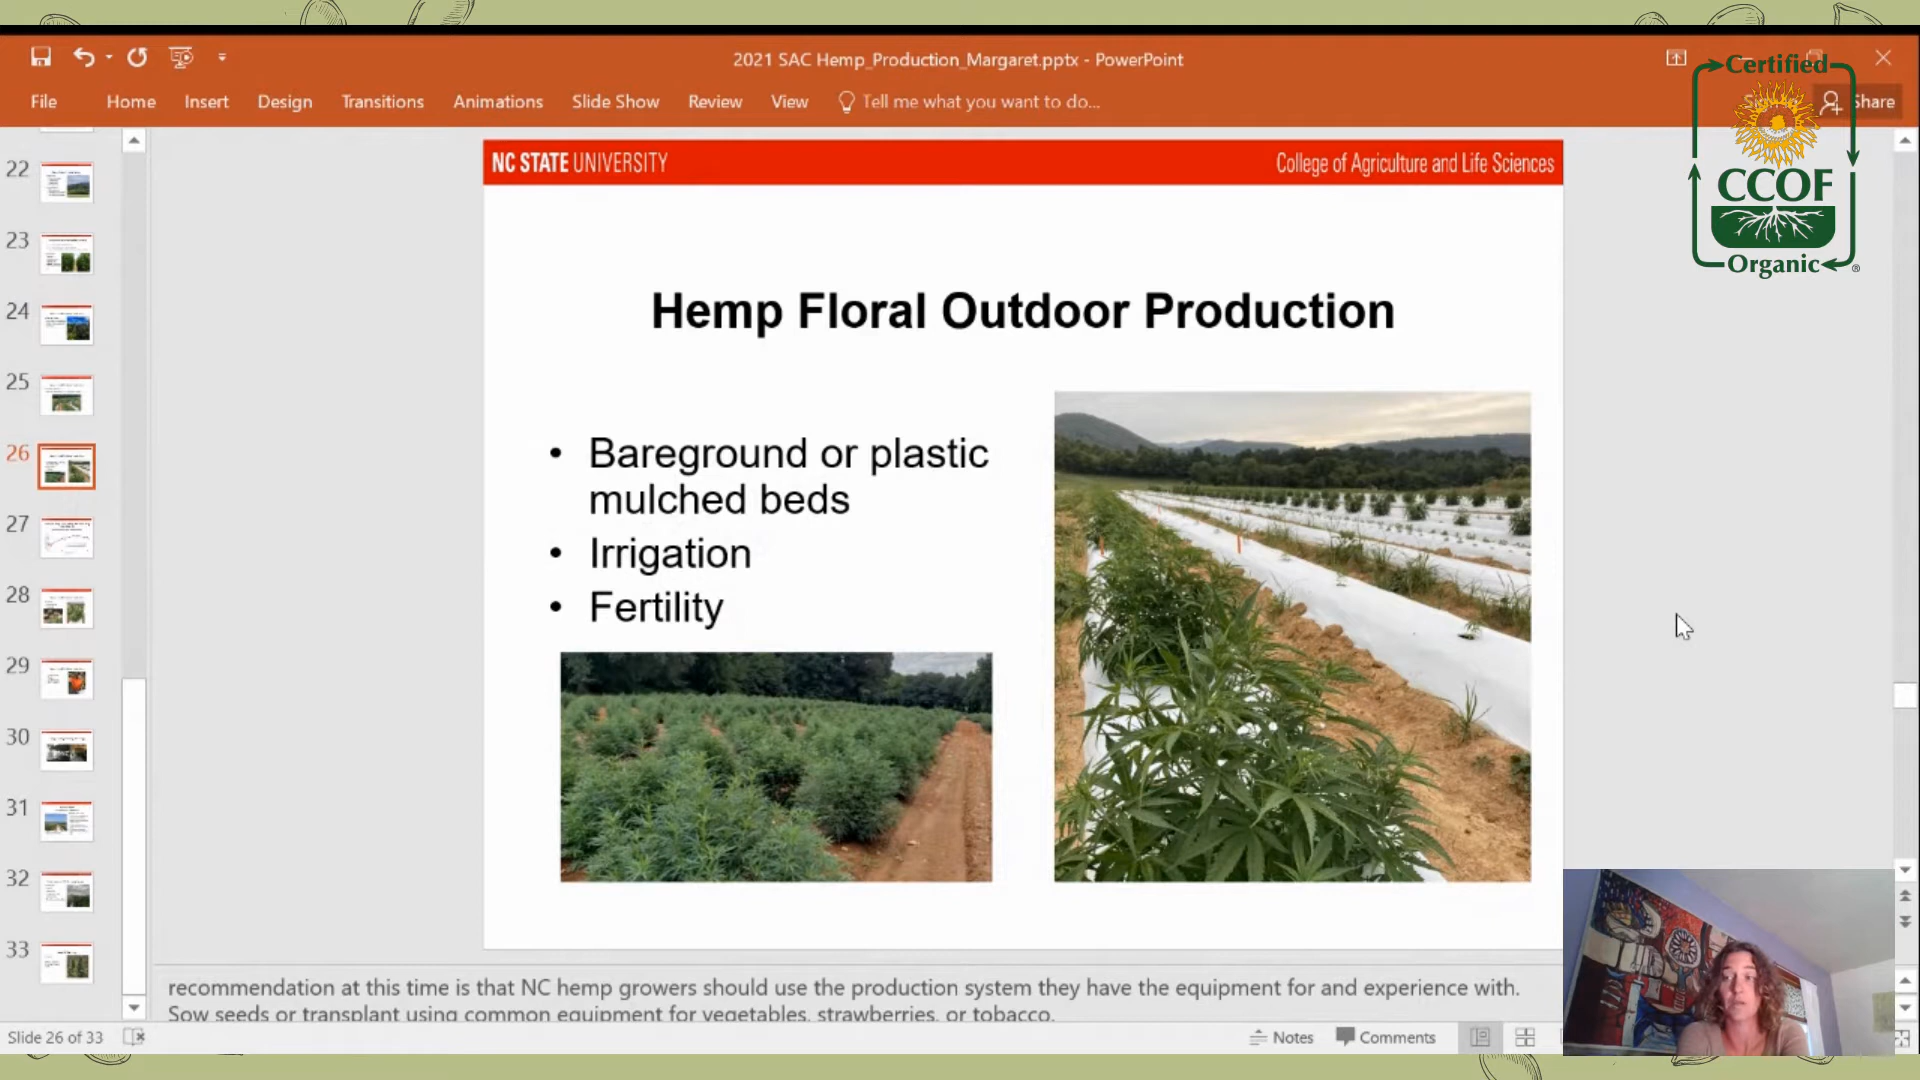 2021 SAC Hemp_Production_Margaret.pptx - PowerPoint
File Home Insert Design Transitions Animations Slide Show Review View Tell me what you want to do...
Share
Certified
CCOF
Organic
®
22
23
24
25
26
27
28
29
30
31
32
33
NC STATE UNIVERSITY
College of Agriculture and Life Sciences
Hemp Floral Outdoor Production
• Bareground or plastic
mulched beds
• Irrigation
• Fertility
recommendation at this time is that NC hemp growers should use the production system they have the equipment for and experience with.
Sow seeds or transplant using common equipment for vegetables, strawberries, or tobacco.
Slide 26 of 33
Notes
Comments